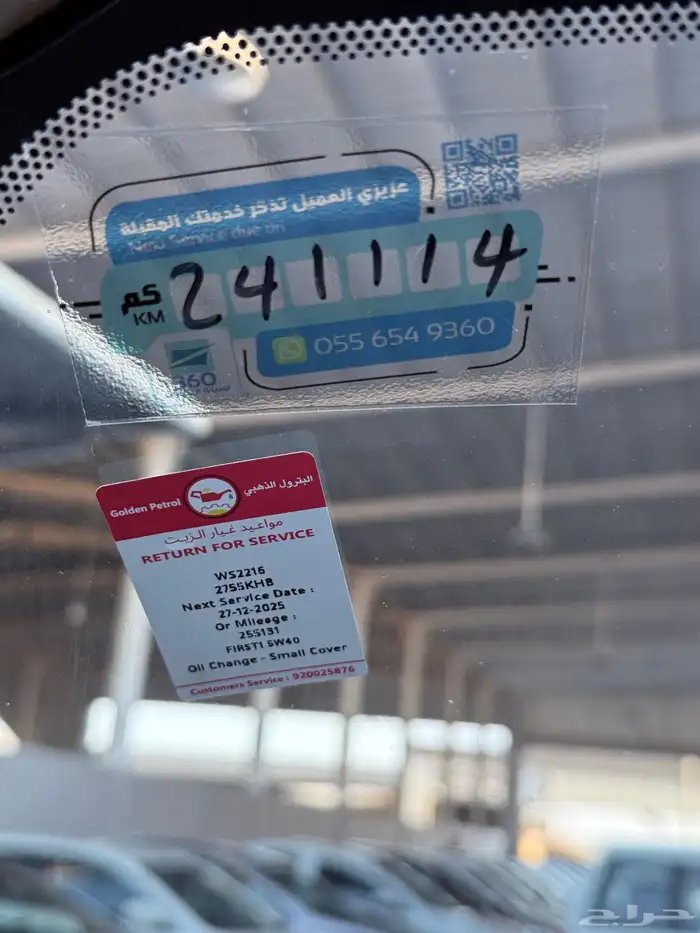 عزيزي العميل تذكر خدمتك المقبلة
Next Service due on
كم
KM
241114
055 654 9360
360
Golden Petrol
البترول الذهبي
مواعيد غيار الزيت
RETURN FOR SERVICE
WS2216
2755KHB
Next Service Date :
27-12-2025
Or Mileage :
255131
FIRST1 5W40
Oil Change - Small Cover
Customers Service : 920025876
حراج